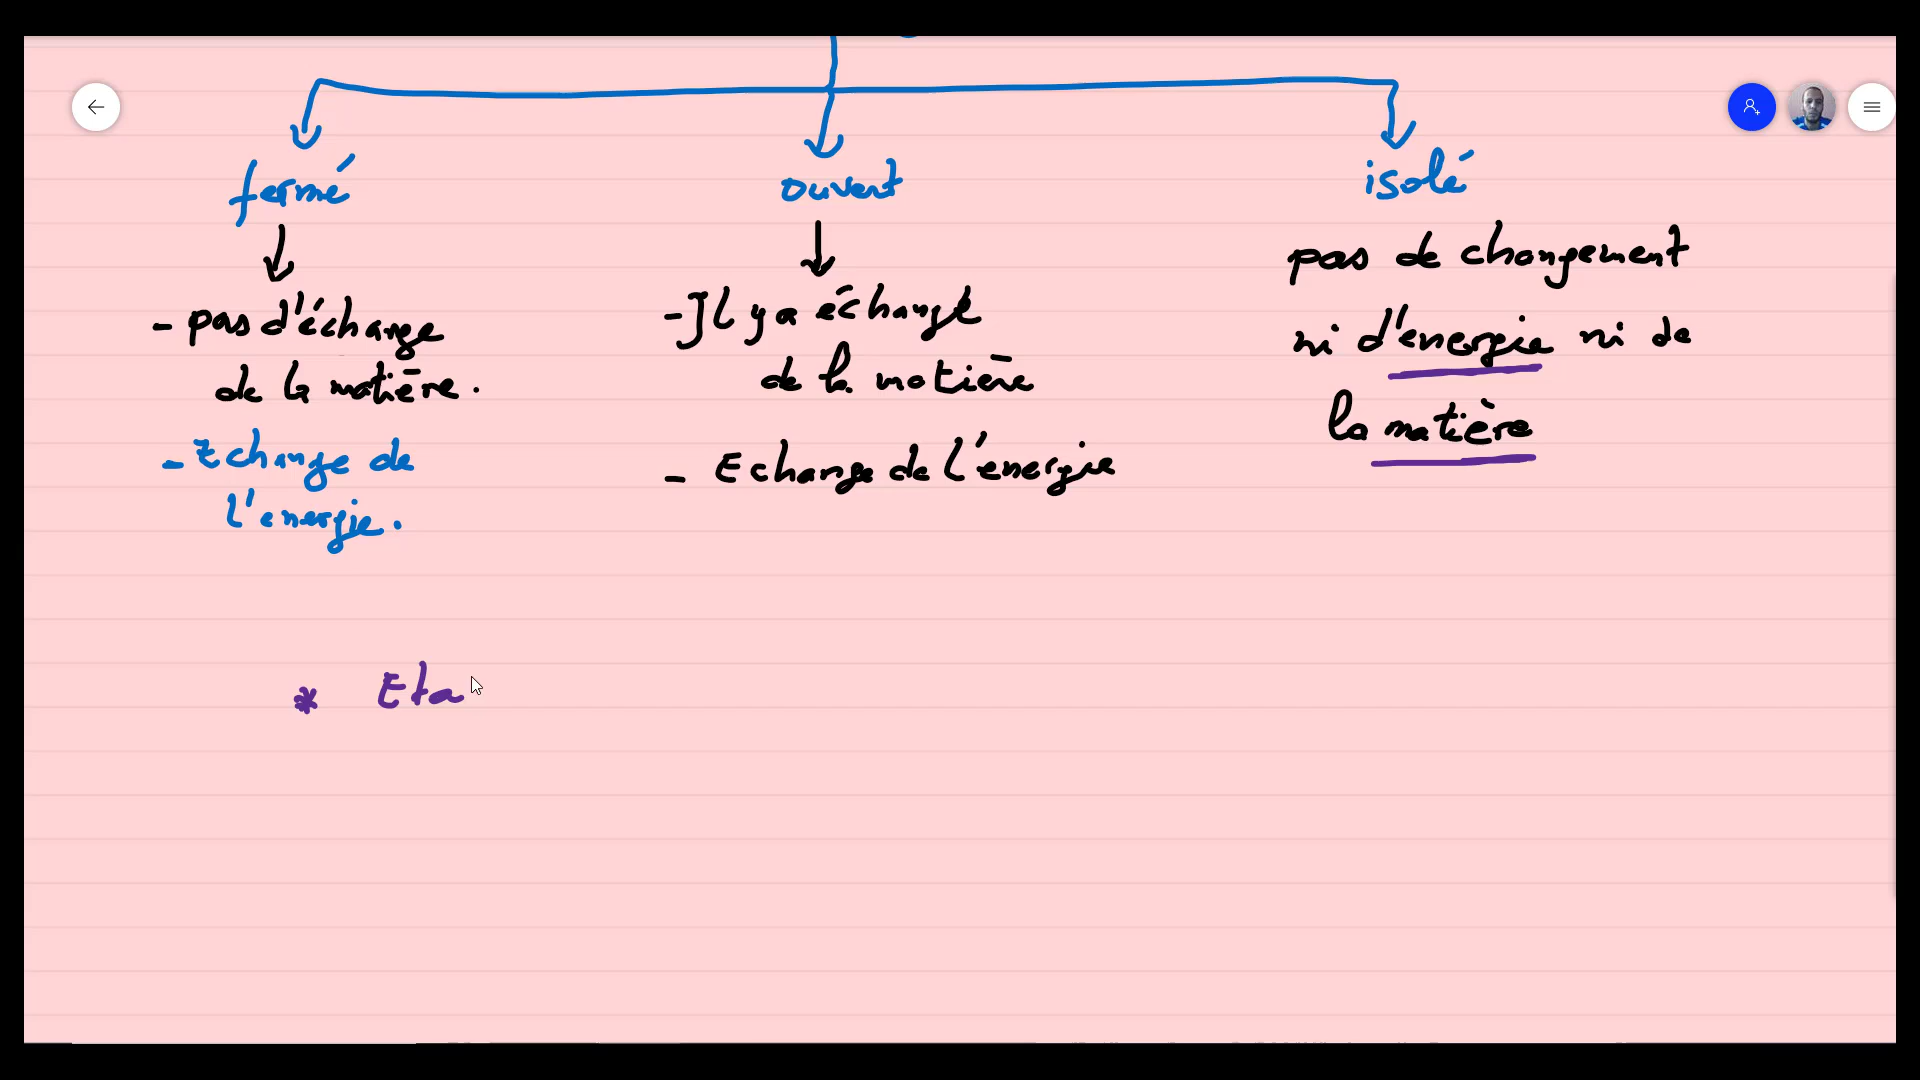 fermé
ouvert
isolé
- pas d'échange
de la matière.
- Echange de
l'energie.
- Il y a échange
de la matière
- Echange de l'énergie
pas de changement
ni d'energie ni de
la matière
* Eta